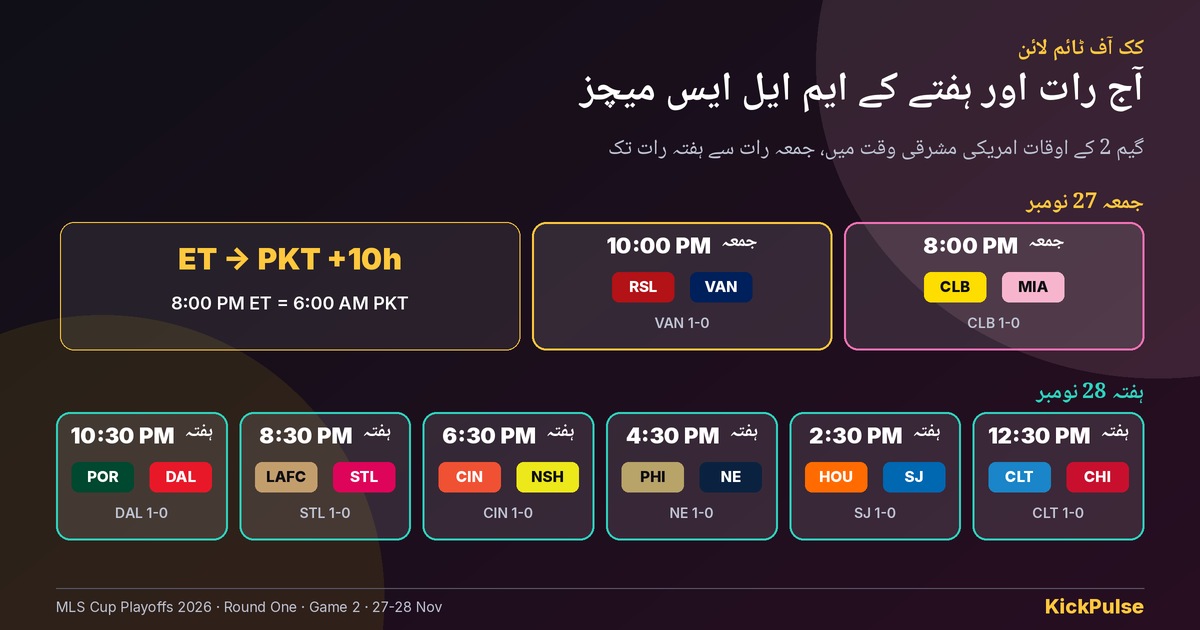 کک آف ٹائم لائن
آج رات اور ہفتے کے ایم ایل ایس میچز
گیم 2 کے اوقات امریکی مشرقی وقت میں، جمعہ رات سے ہفتہ رات تک
جمعہ 27 نومبر
جمعہ 8:00 PM
CLB MIA
CLB 1-0
جمعہ 10:00 PM
RSL VAN
VAN 1-0
ET → PKT +10h
8:00 PM ET = 6:00 AM PKT
ہفتہ 28 نومبر
ہفتہ 12:30 PM
CLT CHI
CLT 1-0
ہفتہ 2:30 PM
HOU SJ
SJ 1-0
ہفتہ 4:30 PM
PHI NE
NE 1-0
ہفتہ 6:30 PM
CIN NSH
CIN 1-0
ہفتہ 8:30 PM
LAFC STL
STL 1-0
ہفتہ 10:30 PM
POR DAL
DAL 1-0
MLS Cup Playoffs 2026 · Round One · Game 2 · 27-28 Nov
KickPulse